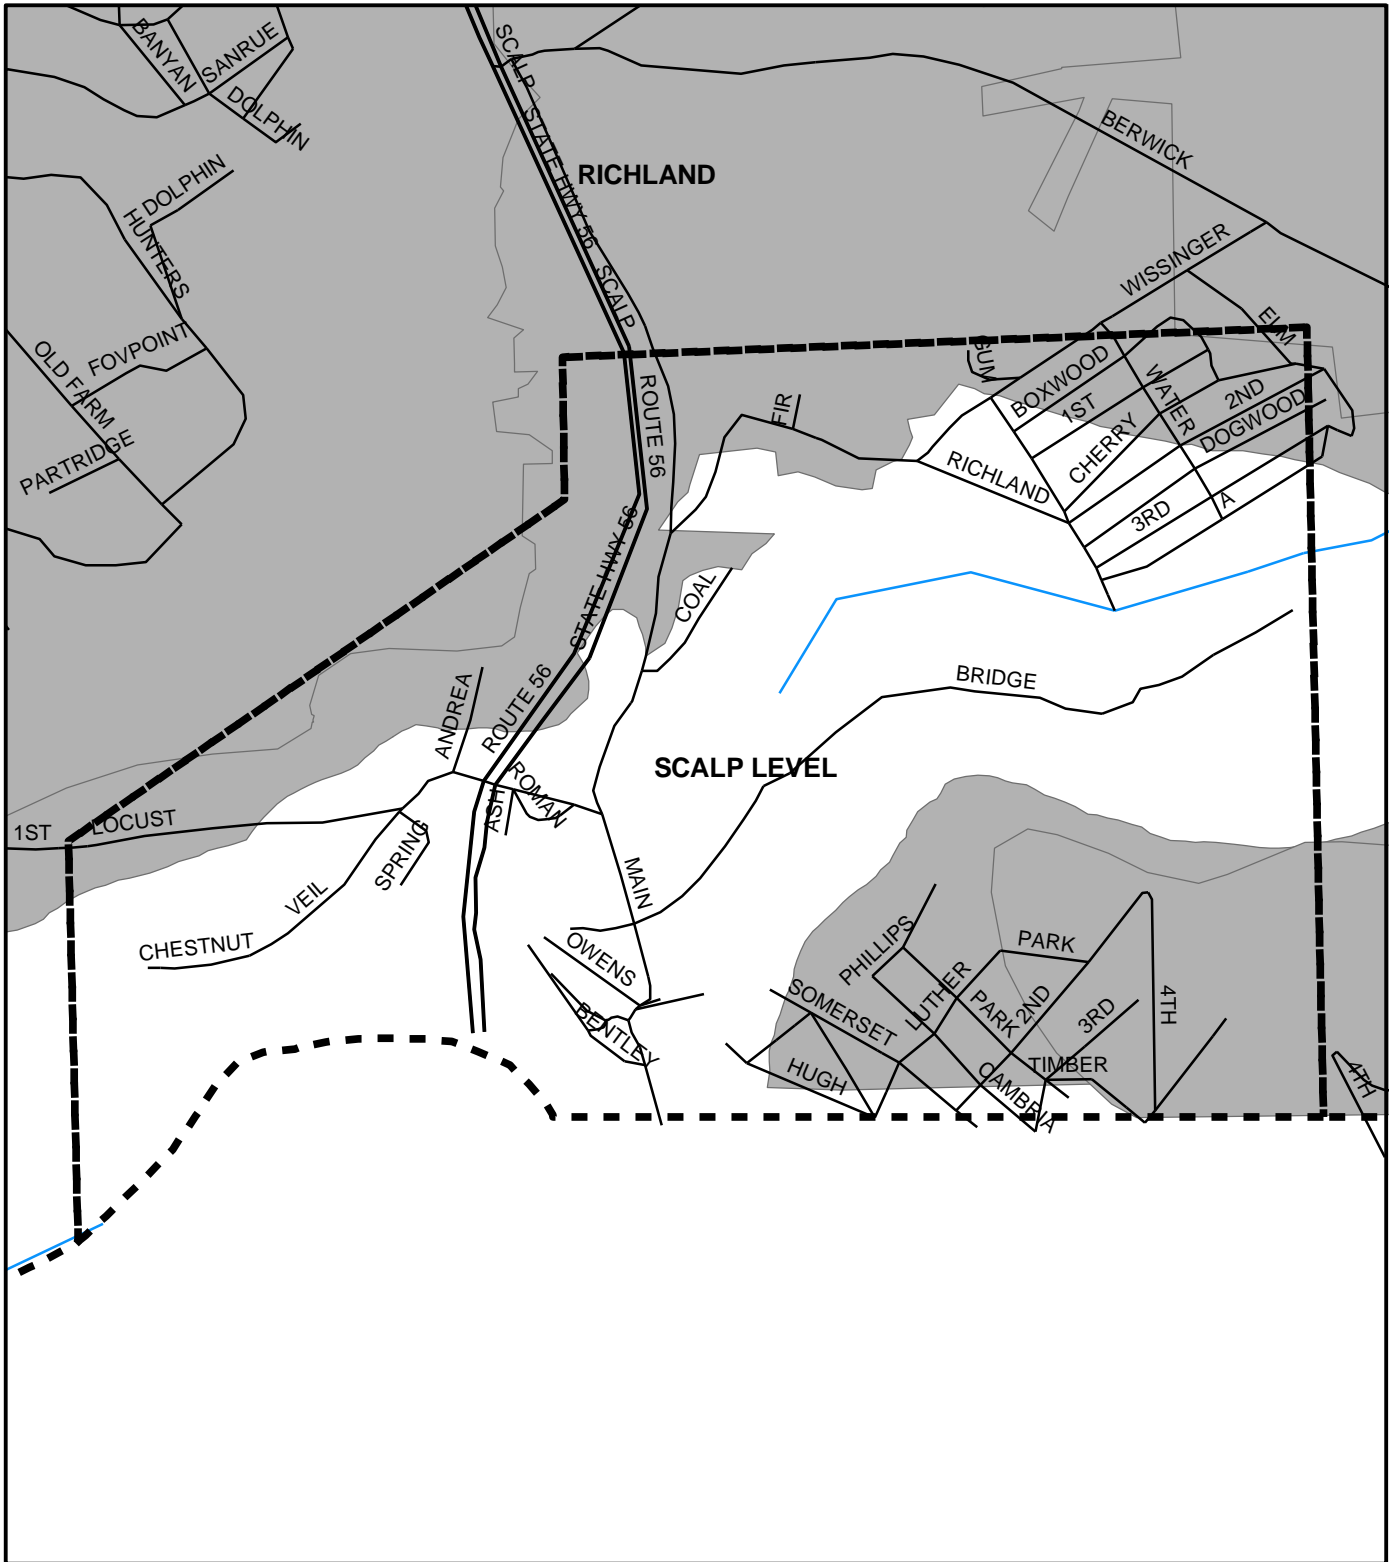 BANYAN
SANRUE
DOLPHIN
SCALP
STATE HWY 56
SCALP
RICHLAND
BERWICK
DOLPHIN
HUNTERS
WISSINGER
ELM
OLD FARM
FOVPOINT
PARTRIDGE
GUM
BOXWOOD
WATER
1ST
2ND
DOGWOOD
CHERRY
FIR
ROUTE 56
RICHLAND
3RD
A
STATE HWY 56
COAL
BRIDGE
ANDREA
ROUTE 56
SCALP LEVEL
ROMAN
ASH
1ST
LOCUST
SPRING
VEIL
CHESTNUT
MAIN
OWENS
BENTLEY
PHILLIPS
PARK
LUTHER
SOMERSET
PARK
2ND
3RD
4TH
HUGH
CAMBRIA
TIMBER
4TH